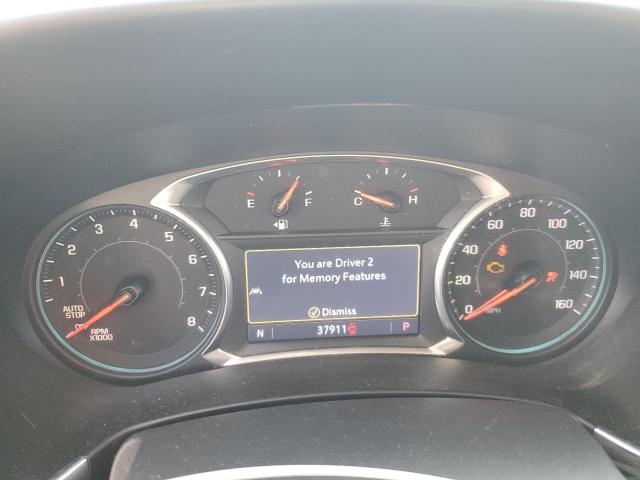 E F
C H
1 2 3 4 5 6 7 8
AUTO
STOP
RPM
X1000
You are Driver 2
for Memory Features
Dismiss
N 37911 P
0 20 40 60 80 100 120 140 160
MPH